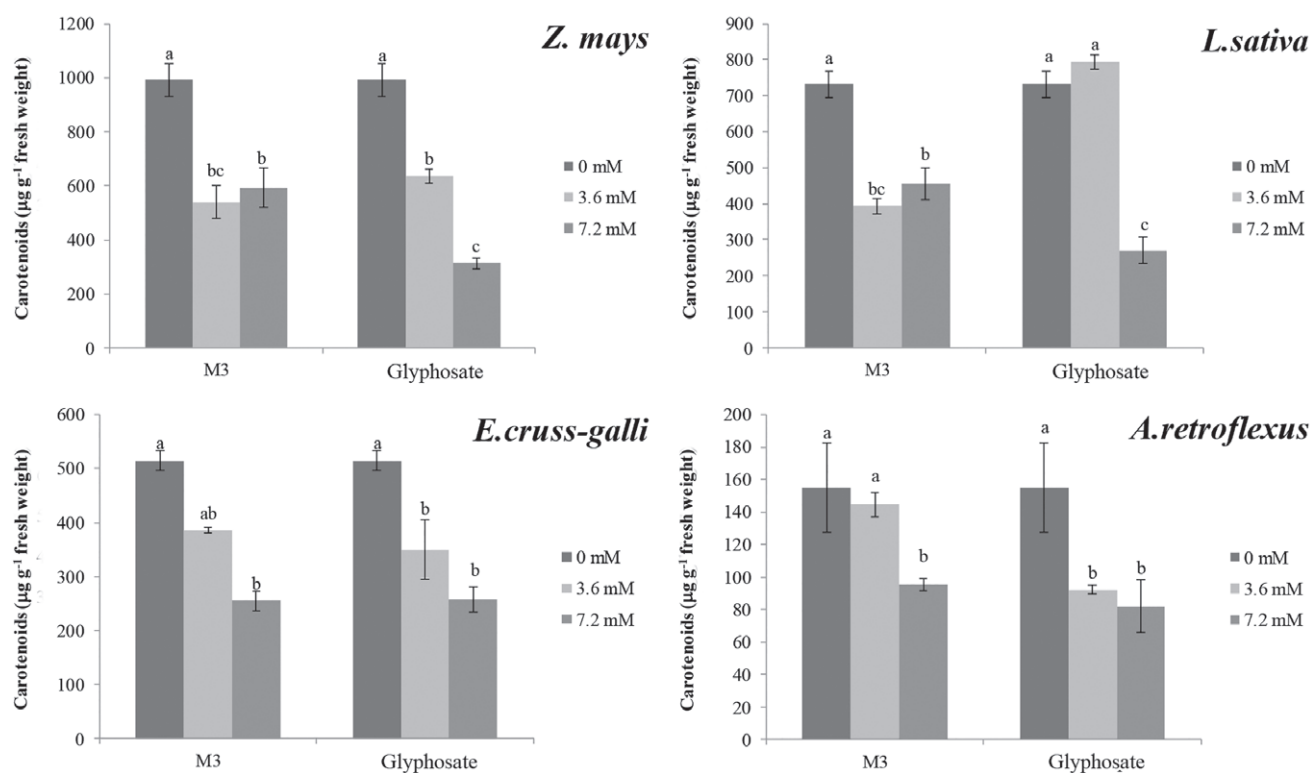 Z. mays
Carotenoids (µg g⁻¹ fresh weight)
1200
1000
800
600
400
200
0
a
bc
b
a
b
c
M3
Glyphosate
0 mM
3.6 mM
7.2 mM
L.sativa
Carotenoids (µg g⁻¹ fresh weight)
900
800
700
600
500
400
300
200
100
0
a
bc
b
a
a
c
M3
Glyphosate
0 mM
3.6 mM
7.2 mM
E.cruss-galli
Carotenoids (µg g⁻¹ fresh weight)
600
500
400
300
200
100
0
a
ab
b
a
b
b
M3
Glyphosate
0 mM
3.6 mM
7.2 mM
A.retroflexus
Carotenoids (µg g⁻¹ fresh weight)
200
180
160
140
120
100
80
60
40
20
0
a
a
b
a
b
b
M3
Glyphosate
0 mM
3.6 mM
7.2 mM